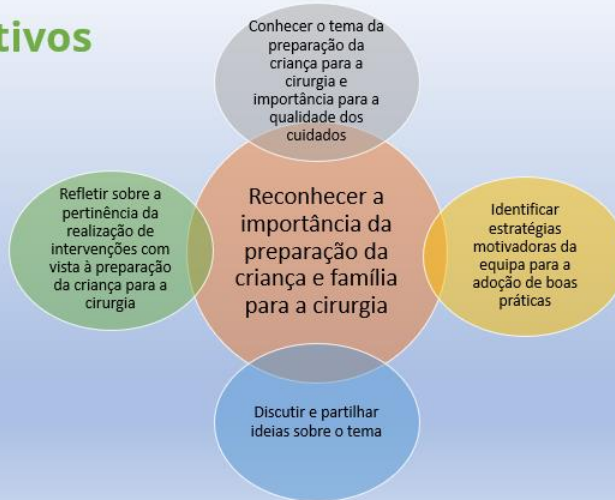 tivos
Conhecer o tema da
preparação da
criança para a
cirurgia e
importância para a
qualidade dos
cuidados
Refletir sobre a
pertinência da
realização de
intervenções com
vista à preparação
da criança para a
cirurgia
Reconhecer a
importância da
preparação da
criança e família
para a cirurgia
Identificar
estratégias
motivadoras da
equipa para a
adoção de boas
práticas
Discutir e partilhar
ideias sobre o tema